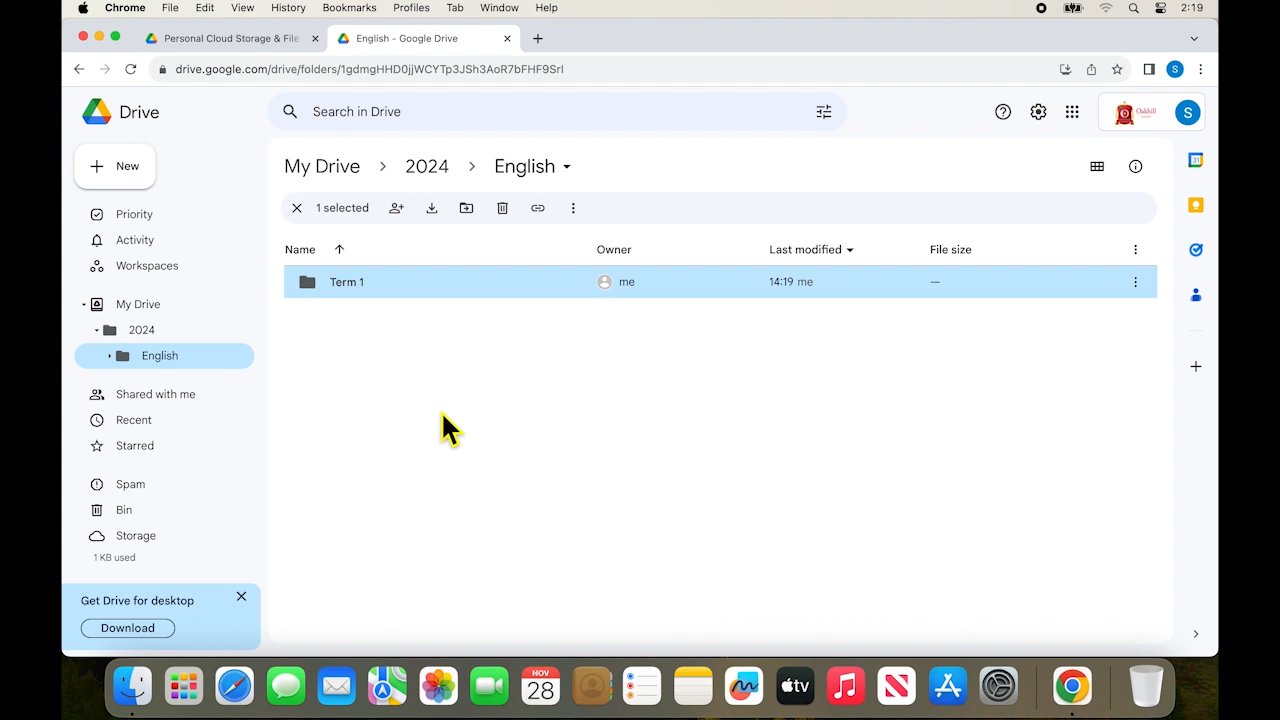 Chrome File Edit View History Bookmarks Profiles Tab Window Help 2:19
Personal Cloud Storage & File English - Google Drive
drive.google.com/drive/folders/1gdmgHHD0jjWCYTp3JSh3AoR7bFHF9SrI S
Drive Search in Drive Oakhill S
New
My Drive 2024 English
31
1 selected
Priority
Activity
Workspaces
Name Owner Last modified File size
Term 1 me 14:19 me —
My Drive
2024
English
Shared with me
Recent
Starred
Spam
Bin
Storage
1 KB used
Get Drive for desktop
Download
NOV
28
tv